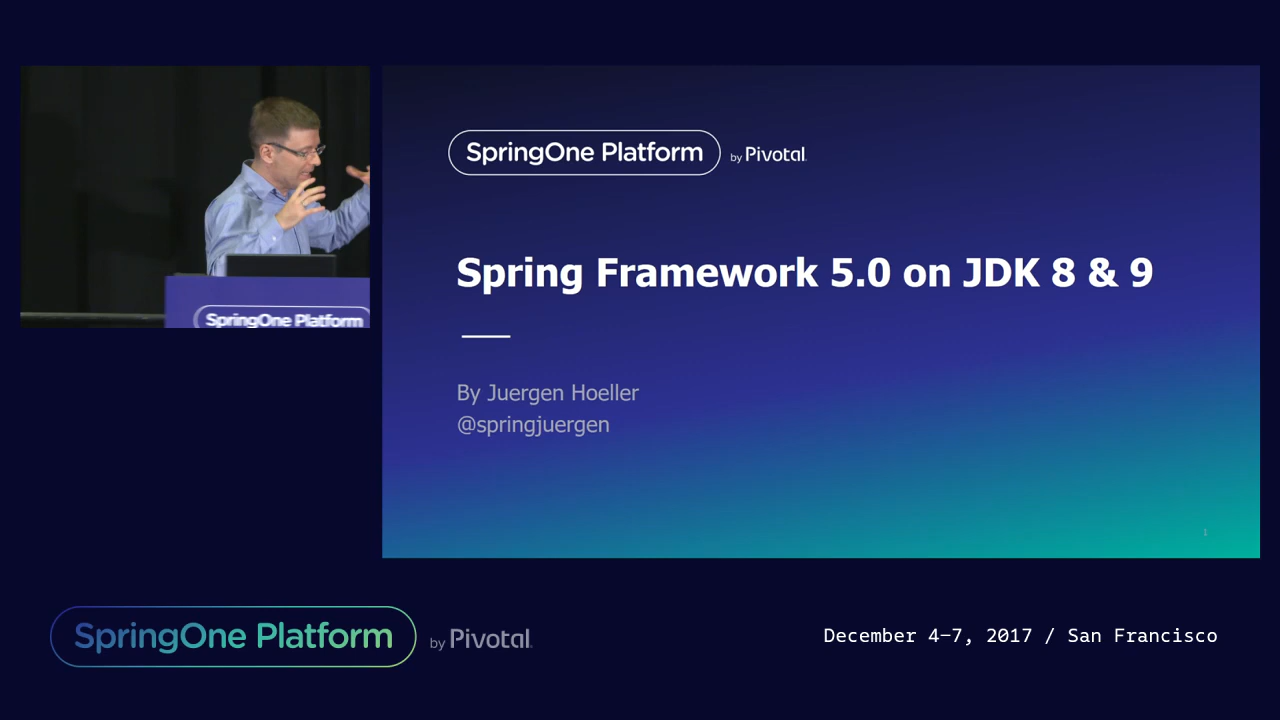 SpringOne Platform
SpringOne Platform by Pivotal.
Spring Framework 5.0 on JDK 8 & 9
By Juergen Hoeller
@springjuergen
SpringOne Platform by Pivotal.
December 4–7, 2017 / San Francisco